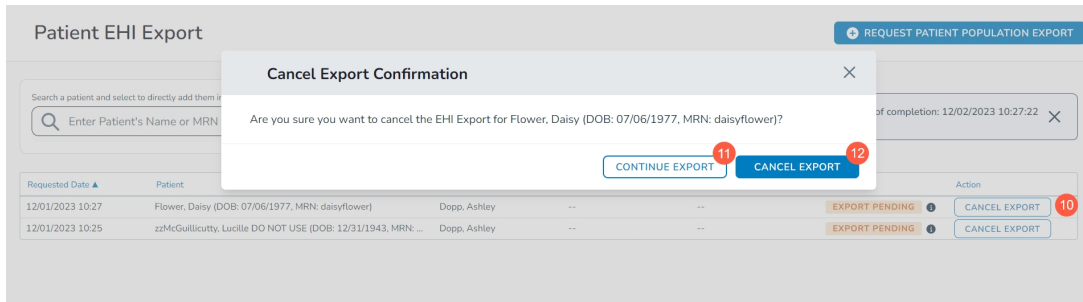 Patient EHI Export
REQUEST PATIENT POPULATION EXPORT
Cancel Export Confirmation
Search a patient and select to directly add them
Enter Patient's Name or MRN
of completion: 12/02/2023 10:27:22
Are you sure you want to cancel the EHI Export for Flower, Daisy (DOB: 07/06/1977, MRN: daisyflower)?
11
12
CONTINUE EXPORT
CANCEL EXPORT
Requested Date ▲ Patient Action
12/01/2023 10:27 Flower, Daisy (DOB: 07/06/1977, MRN: daisyflower) Dopp, Ashley -- -- EXPORT PENDING CANCEL EXPORT 10
12/01/2023 10:25 zzMcGuillicutty, Lucille DO NOT USE (DOB: 12/31/1943, MRN: ... Dopp, Ashley -- -- EXPORT PENDING CANCEL EXPORT